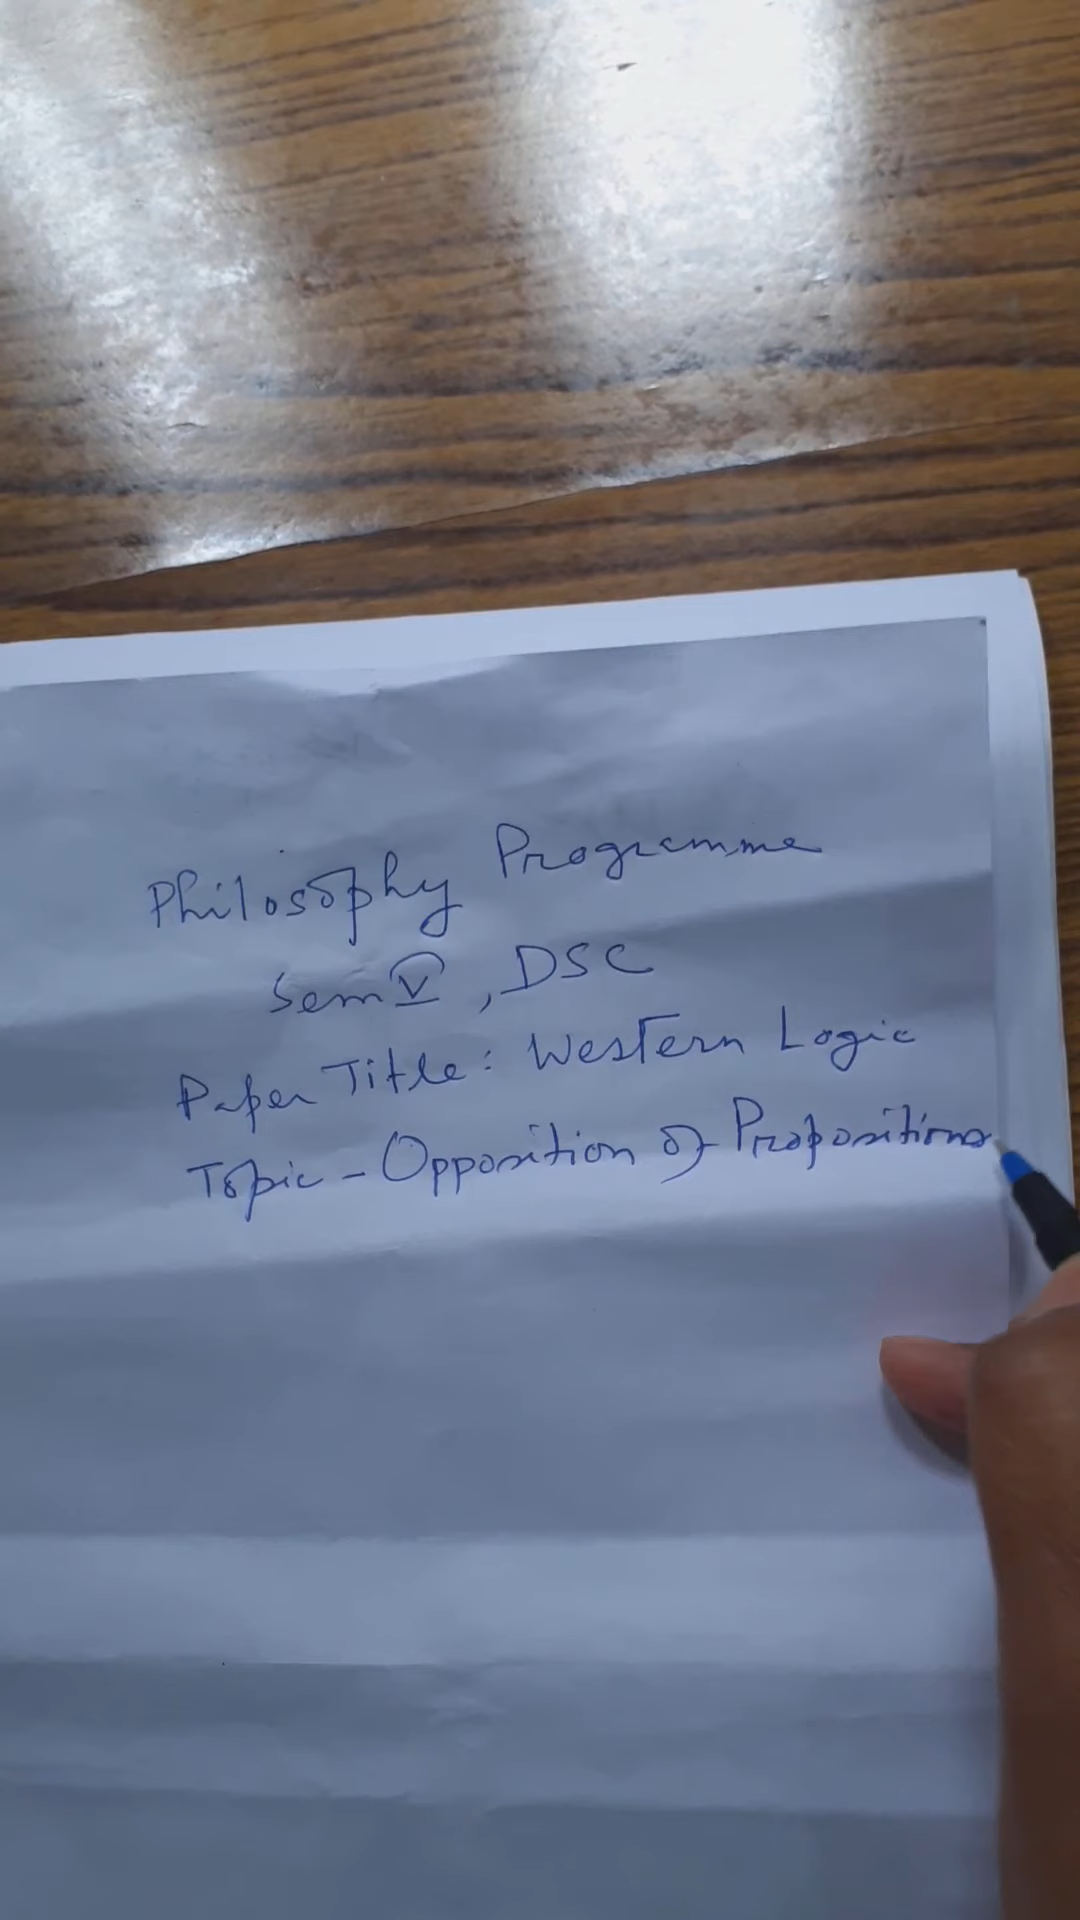 Philosophy Programme
Sem V, DSC
Paper Title: Western Logic
Topic - Opposition of Propositions